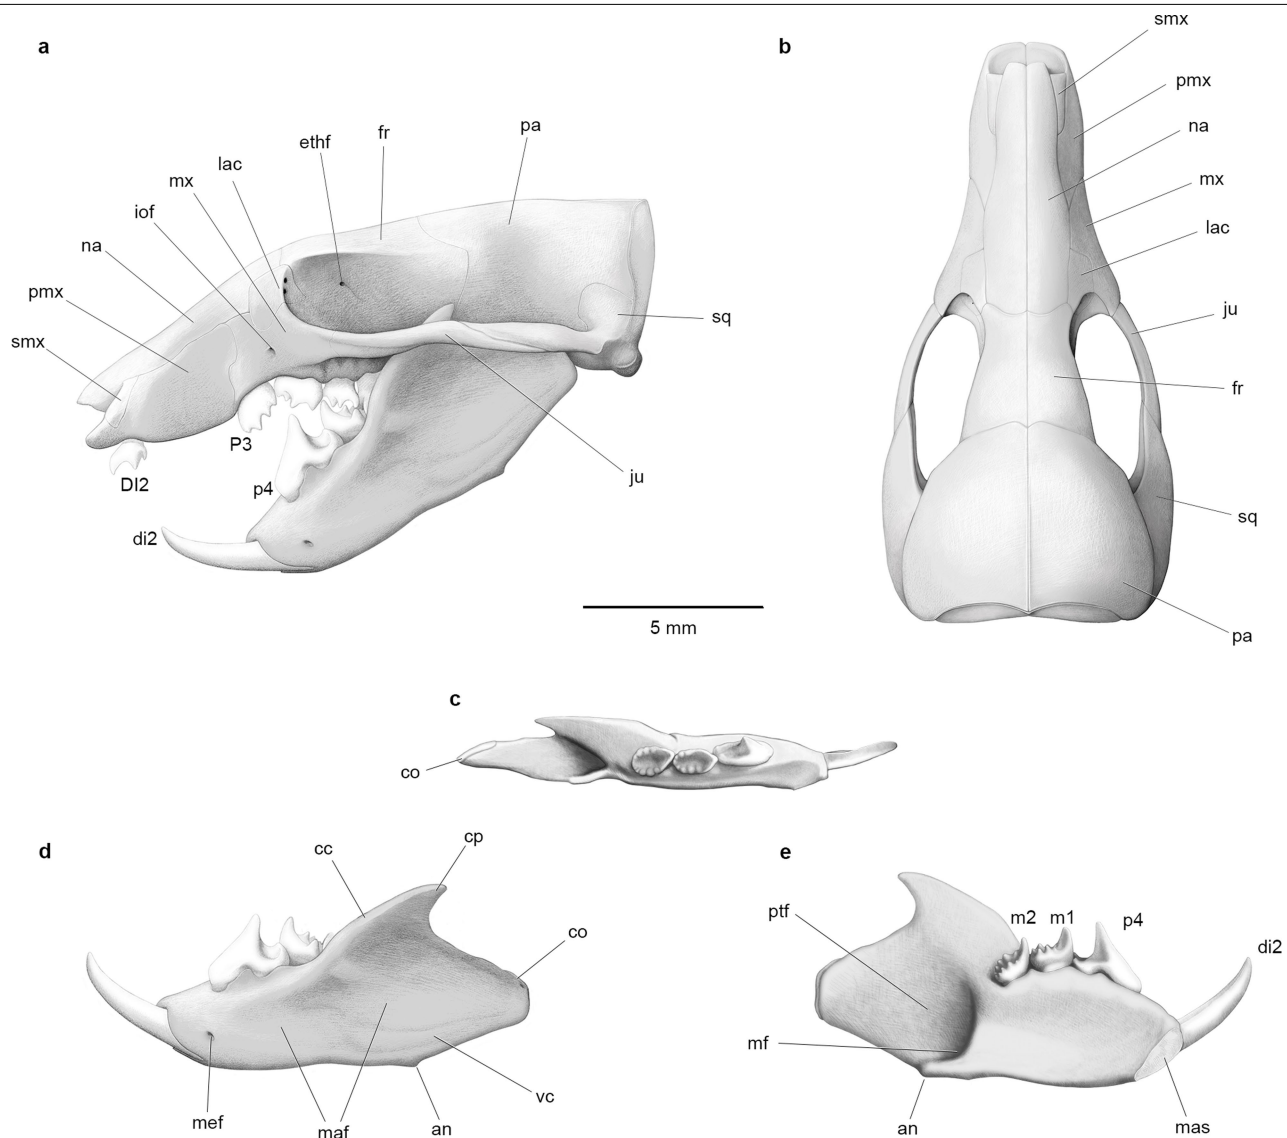 a
b
smx
pmx
na
mx
lac
ju
fr
sq
pa
pa
fr
ethf
lac
mx
iof
na
pmx
smx
sq
P3
DI2
p4
di2
ju
5 mm
c
co
d
cc
cp
co
mef
maf
an
vc
e
ptf
m2
m1
p4
di2
mf
an
mas